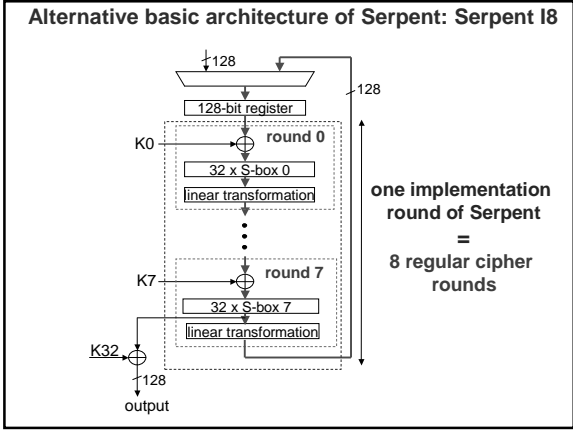 Alternative basic architecture of Serpent: Serpent I8
128
128
128-bit register
round 0
K0
32 x S-box 0
linear transformation
one implementation
round of Serpent
=
8 regular cipher
rounds
round 7
K7
32 x S-box 7
linear transformation
K32
128
output